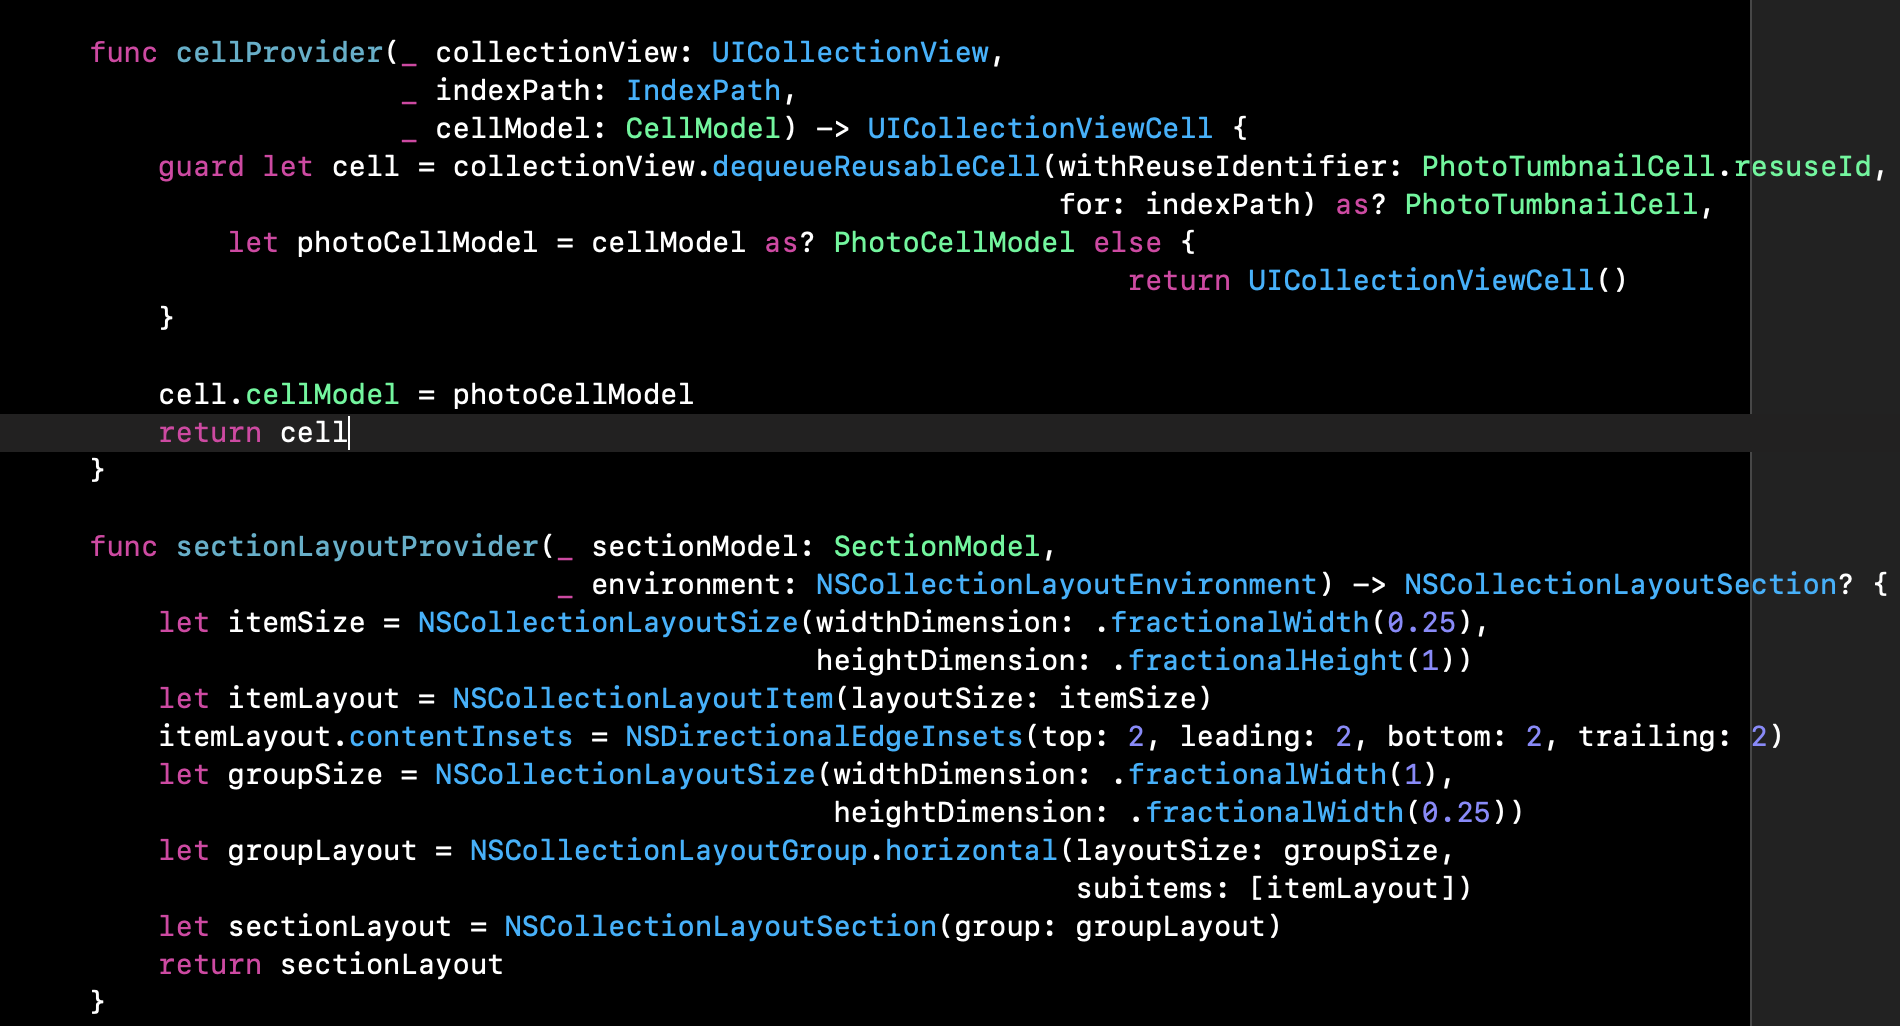 func cellProvider(_ collectionView: UICollectionView,
_ indexPath: IndexPath,
_ cellModel: CellModel) -> UICollectionViewCell {
guard let cell = collectionView.dequeueReusableCell(withReuseIdentifier: PhotoTumbnailCell.resuseId,
for: indexPath) as? PhotoTumbnailCell,
let photoCellModel = cellModel as? PhotoCellModel else {
return UICollectionViewCell()
}
cell.cellModel = photoCellModel
return cell
}
func sectionLayoutProvider(_ sectionModel: SectionModel,
_ environment: NSCollectionLayoutEnvironment) -> NSCollectionLayoutSection? {
let itemSize = NSCollectionLayoutSize(widthDimension: .fractionalWidth(0.25),
heightDimension: .fractionalHeight(1))
let itemLayout = NSCollectionLayoutItem(layoutSize: itemSize)
itemLayout.contentInsets = NSDirectionalEdgeInsets(top: 2, leading: 2, bottom: 2, trailing: 2)
let groupSize = NSCollectionLayoutSize(widthDimension: .fractionalWidth(1),
heightDimension: .fractionalWidth(0.25))
let groupLayout = NSCollectionLayoutGroup.horizontal(layoutSize: groupSize,
subitems: [itemLayout])
let sectionLayout = NSCollectionLayoutSection(group: groupLayout)
return sectionLayout
}